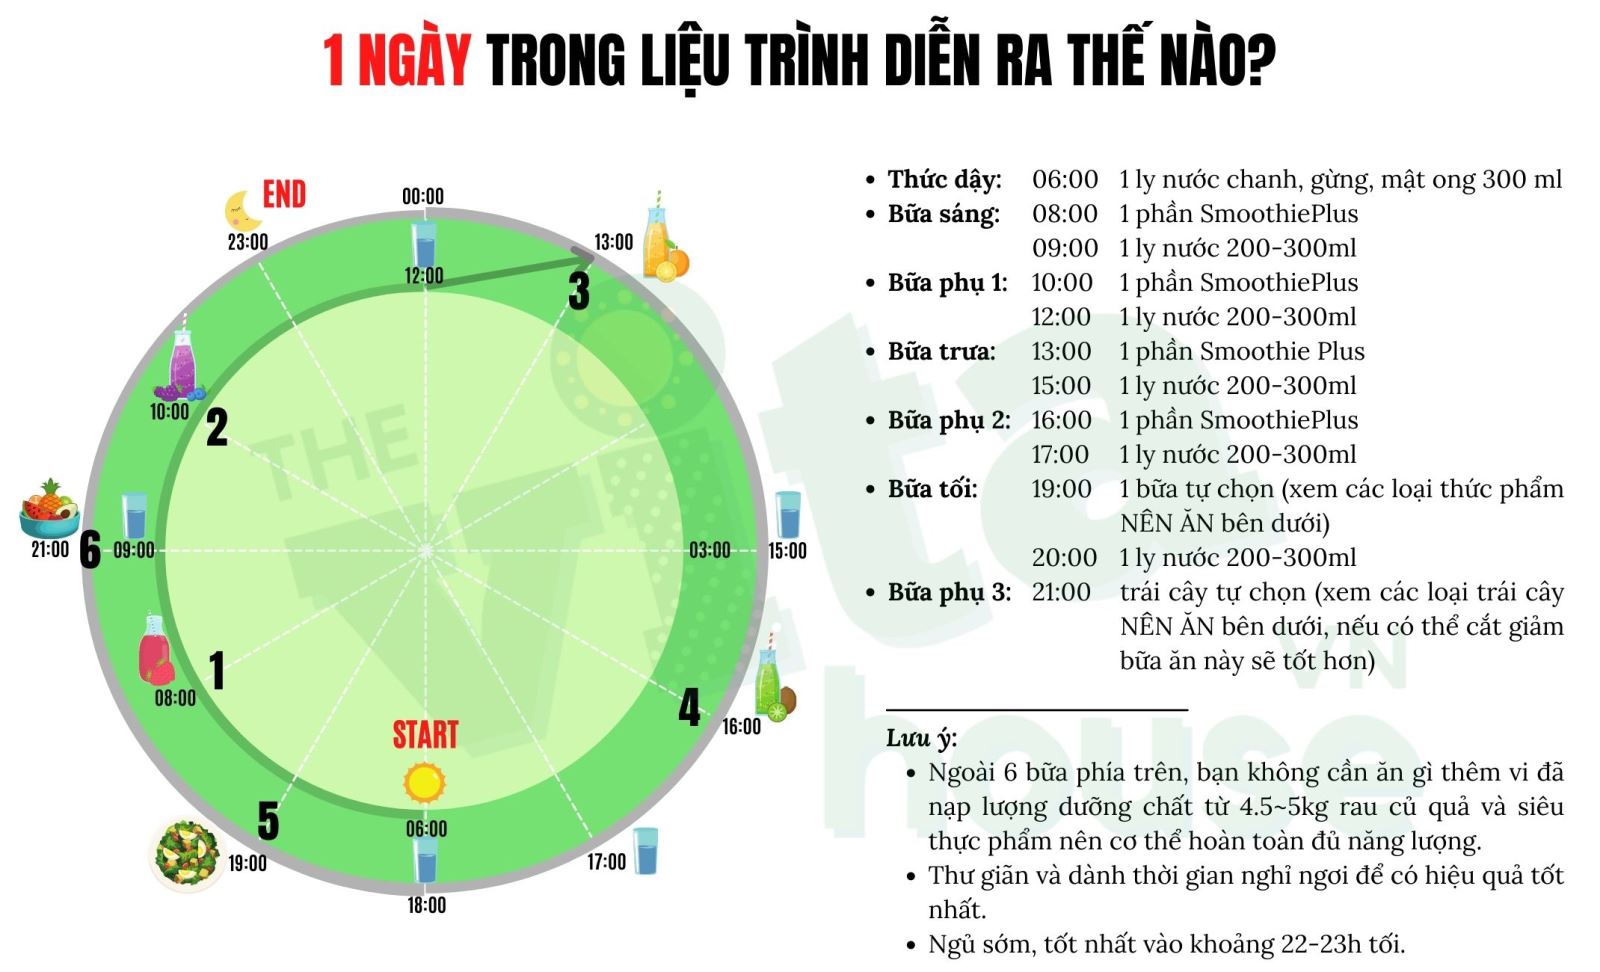 1 NGÀY TRONG LIỆU TRÌNH DIỄN RA THẾ NÀO?
END
23:00
00:00
12:00
13:00
3
10:00
2
21:00
6
09:00
03:00
15:00
08:00
1
4
16:00
START
06:00
5
19:00
17:00
18:00
THE
Vita
house
VN
• Thức dậy: 06:00 1 ly nước chanh, gừng, mật ong 300 ml
• Bữa sáng: 08:00 1 phần SmoothiePlus
09:00 1 ly nước 200-300ml
• Bữa phụ 1: 10:00 1 phần SmoothiePlus
12:00 1 ly nước 200-300ml
• Bữa trưa: 13:00 1 phần Smoothie Plus
15:00 1 ly nước 200-300ml
• Bữa phụ 2: 16:00 1 phần SmoothiePlus
17:00 1 ly nước 200-300ml
• Bữa tối: 19:00 1 bữa tự chọn (xem các loại thức phẩm
NÊN ĂN bên dưới)
20:00 1 ly nước 200-300ml
• Bữa phụ 3: 21:00 trái cây tự chọn (xem các loại trái cây
NÊN ĂN bên dưới, nếu có thể cắt giảm
bữa ăn này sẽ tốt hơn)
Lưu ý:
• Ngoài 6 bữa phía trên, bạn không cần ăn gì thêm vi đã
nạp lượng dưỡng chất từ 4.5~5kg rau củ quả và siêu
thực phẩm nên cơ thể hoàn toàn đủ năng lượng.
• Thư giãn và dành thời gian nghỉ ngơi để có hiệu quả tốt
nhất.
• Ngủ sớm, tốt nhất vào khoảng 22-23h tối.